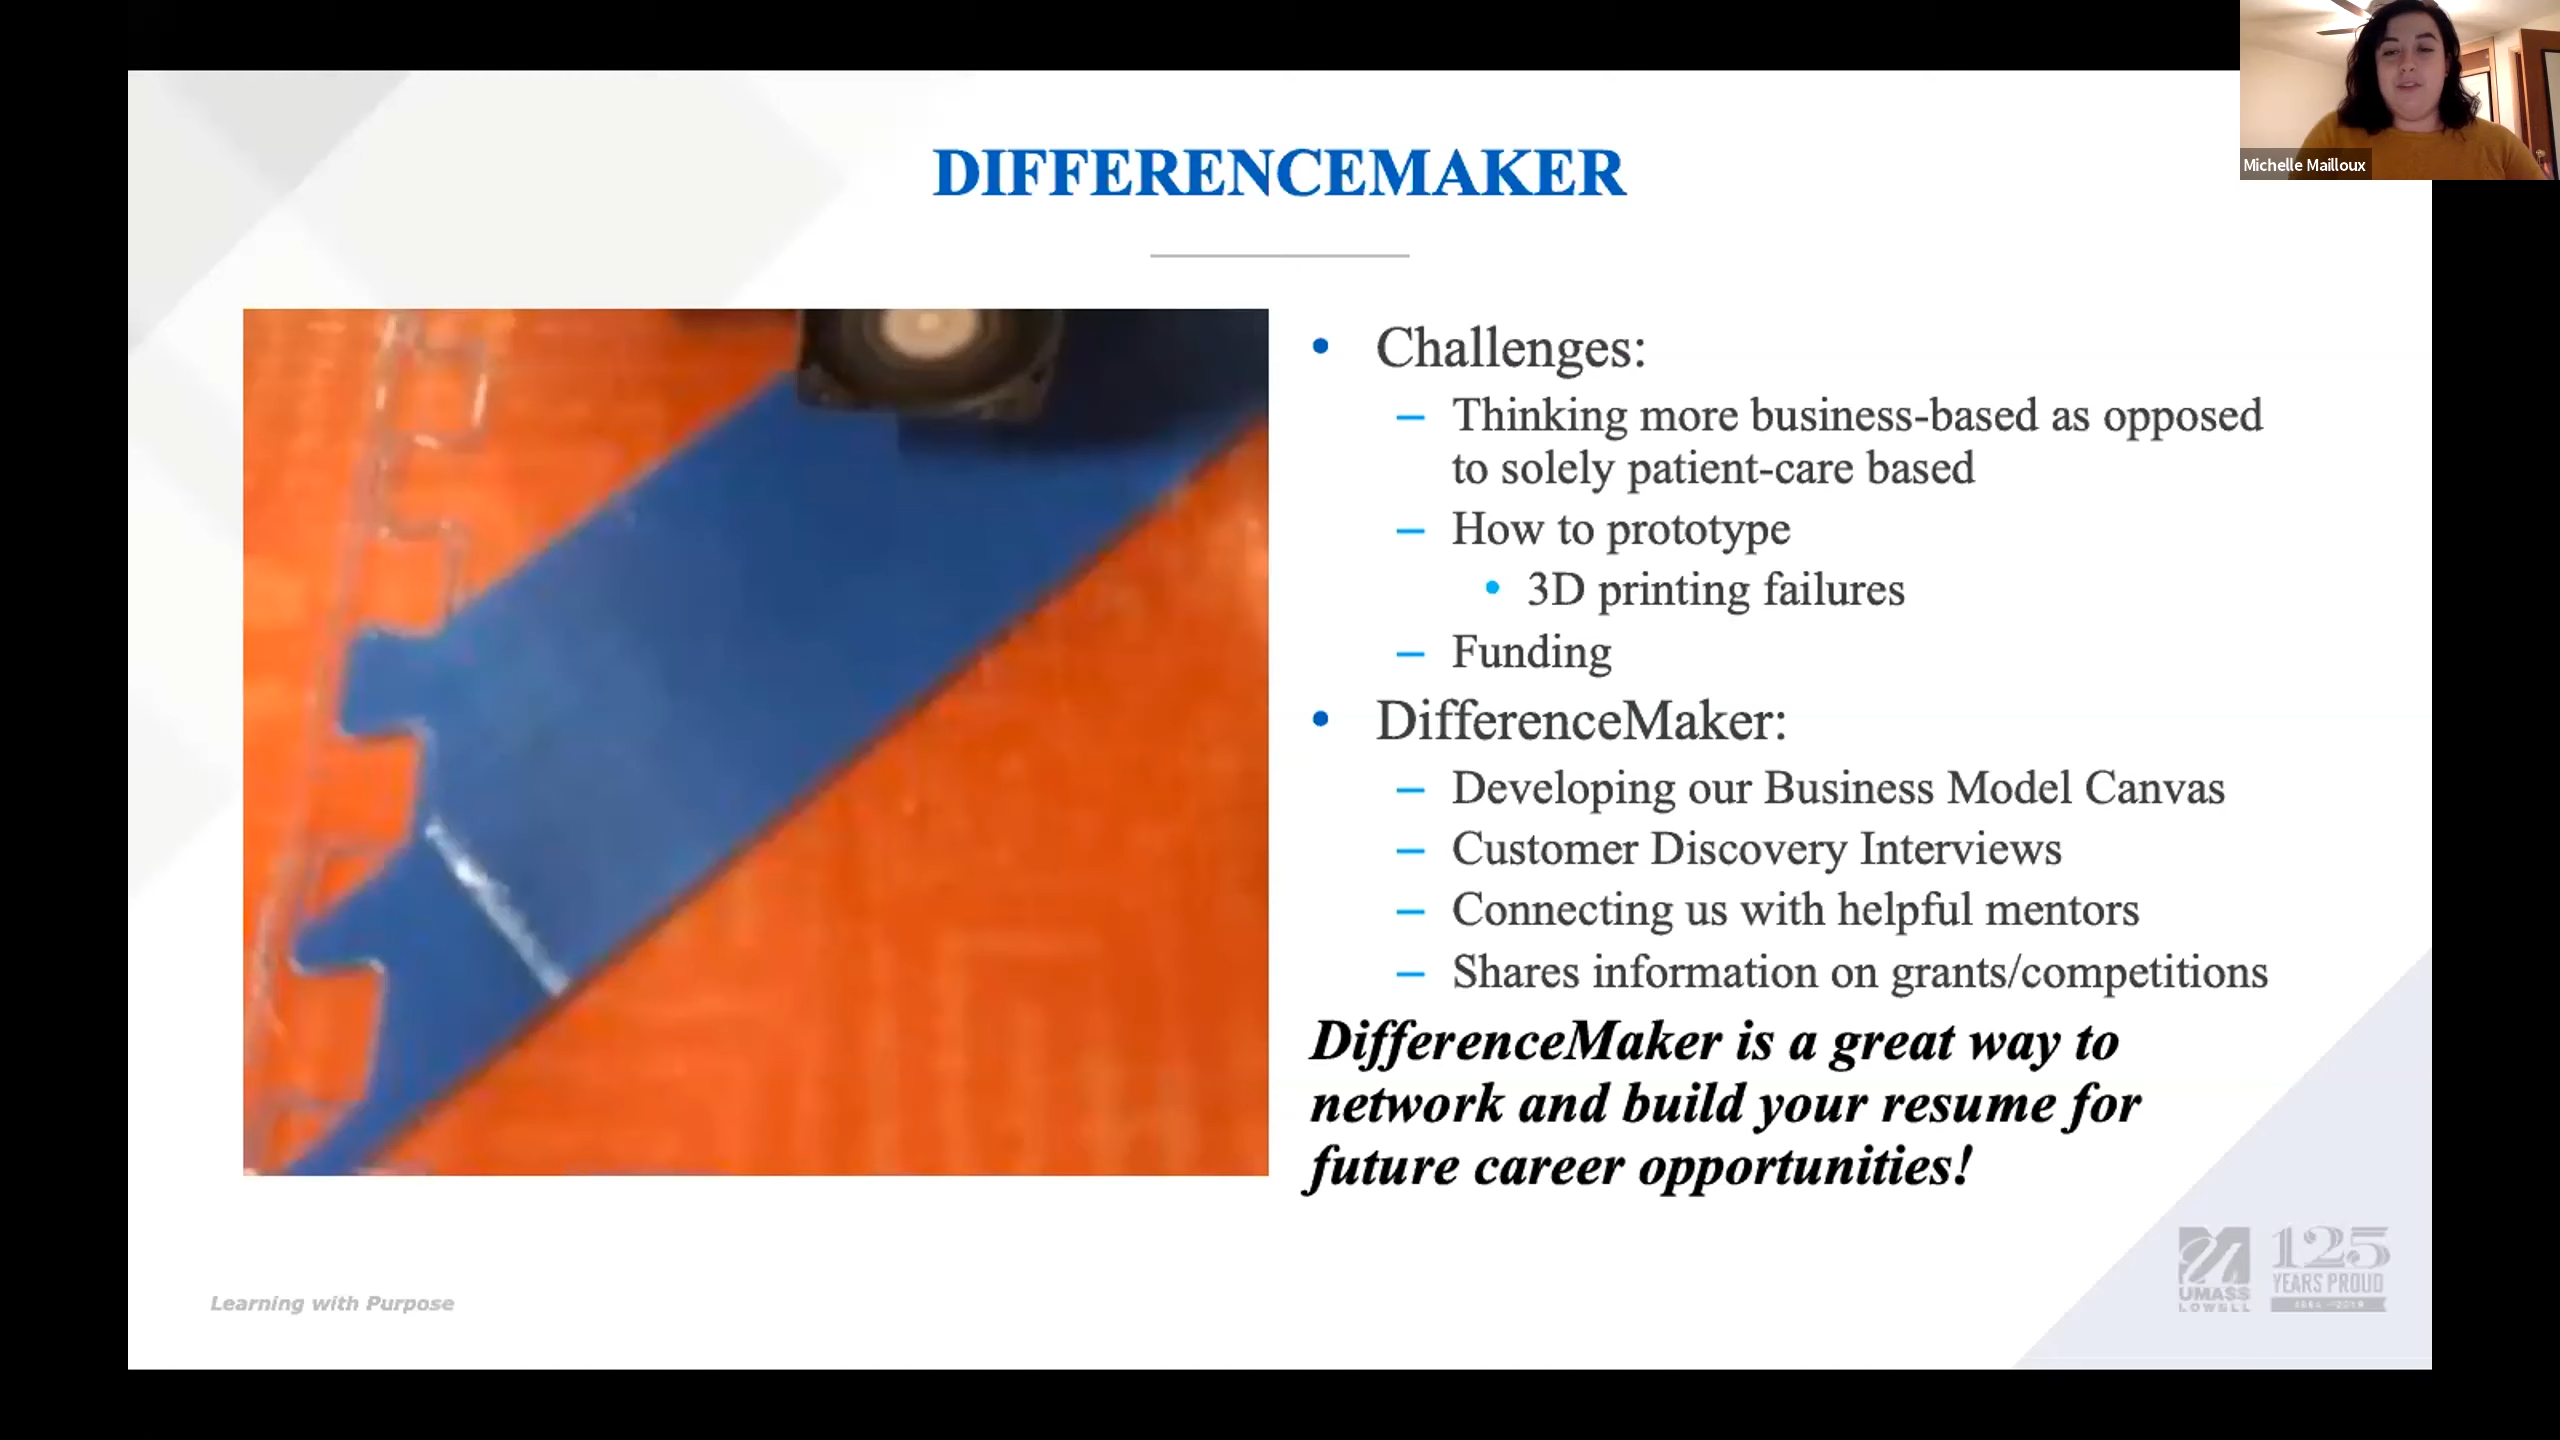 Michelle Mailloux
DIFFERENCEMAKER
• Challenges:
– Thinking more business-based as opposed
to solely patient-care based
– How to prototype
• 3D printing failures
– Funding
• DifferenceMaker:
– Developing our Business Model Canvas
– Customer Discovery Interviews
– Connecting us with helpful mentors
– Shares information on grants/competitions
DifferenceMaker is a great way to
network and build your resume for
future career opportunities!
Learning with Purpose
UMASS
LOWELL
125
YEARS PROUD